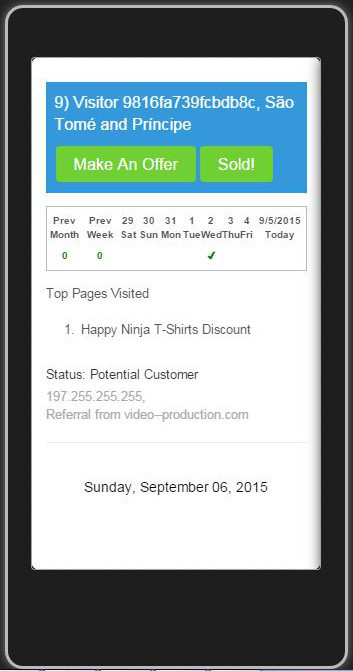 9) Visitor 9816fa739fcbdb8c, São
Tomé and Príncipe
Make An Offer Sold!
Prev Prev 29 30 31 1 2 3 4 9/5/2015
Month Week Sat Sun Mon Tue Wed Thu Fri Today
0 0 ✔
Top Pages Visited
1. Happy Ninja T-Shirts Discount
Status: Potential Customer
197.255.255.255,
Referral from video--production.com
Sunday, September 06, 2015